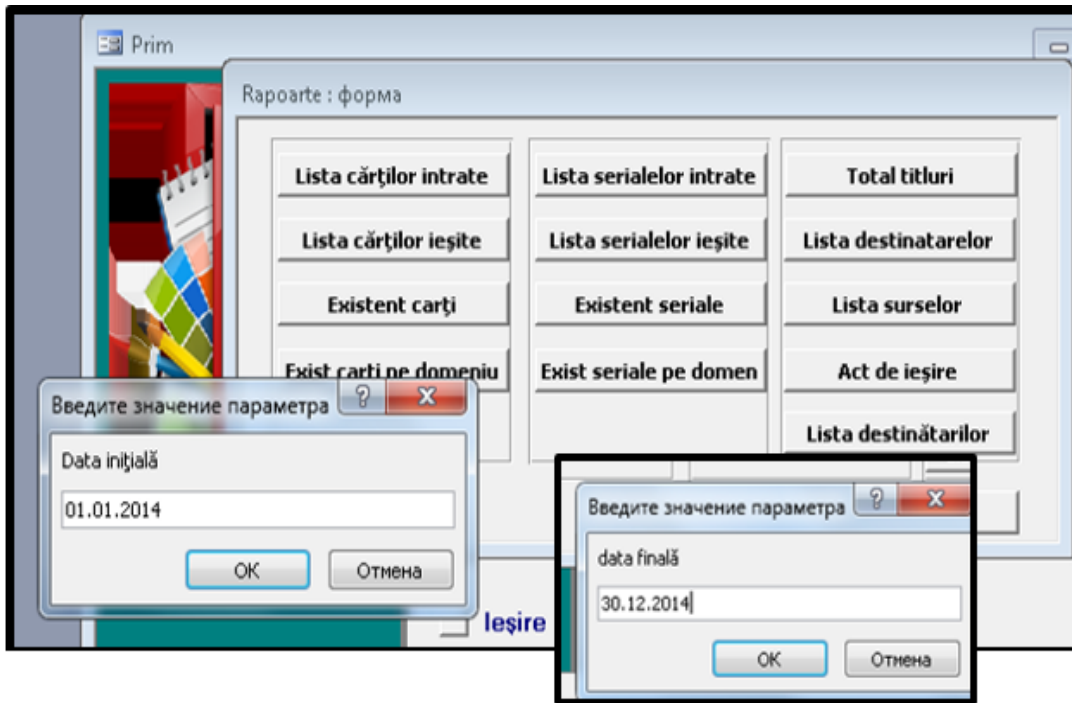 Prim
Rapoarte : форма
Lista cărţilor intrate
Lista serialelor intrate
Total titluri
Lista cărţilor ieşite
Lista serialelor ieşite
Lista destinatarelor
Existent carţi
Existent seriale
Lista surselor
Exist carti pe domeniu
Exist seriale pe domen
Act de ieşire
Lista destinătarilor
Введите значение параметра
Data iniţială
01.01.2014
OK
Отмена
Ieşire
Введите значение параметра
data finală
30.12.2014
OK
Отмена